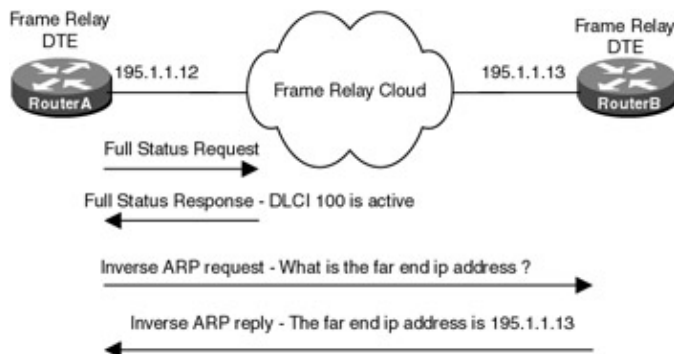 Frame Relay
DTE
Frame Relay
DTE
195.1.1.12
195.1.1.13
RouterA
Frame Relay Cloud
RouterB
Full Status Request
Full Status Response - DLCI 100 is active
Inverse ARP request - What is the far end ip address ?
Inverse ARP reply - The far end ip address is 195.1.1.13